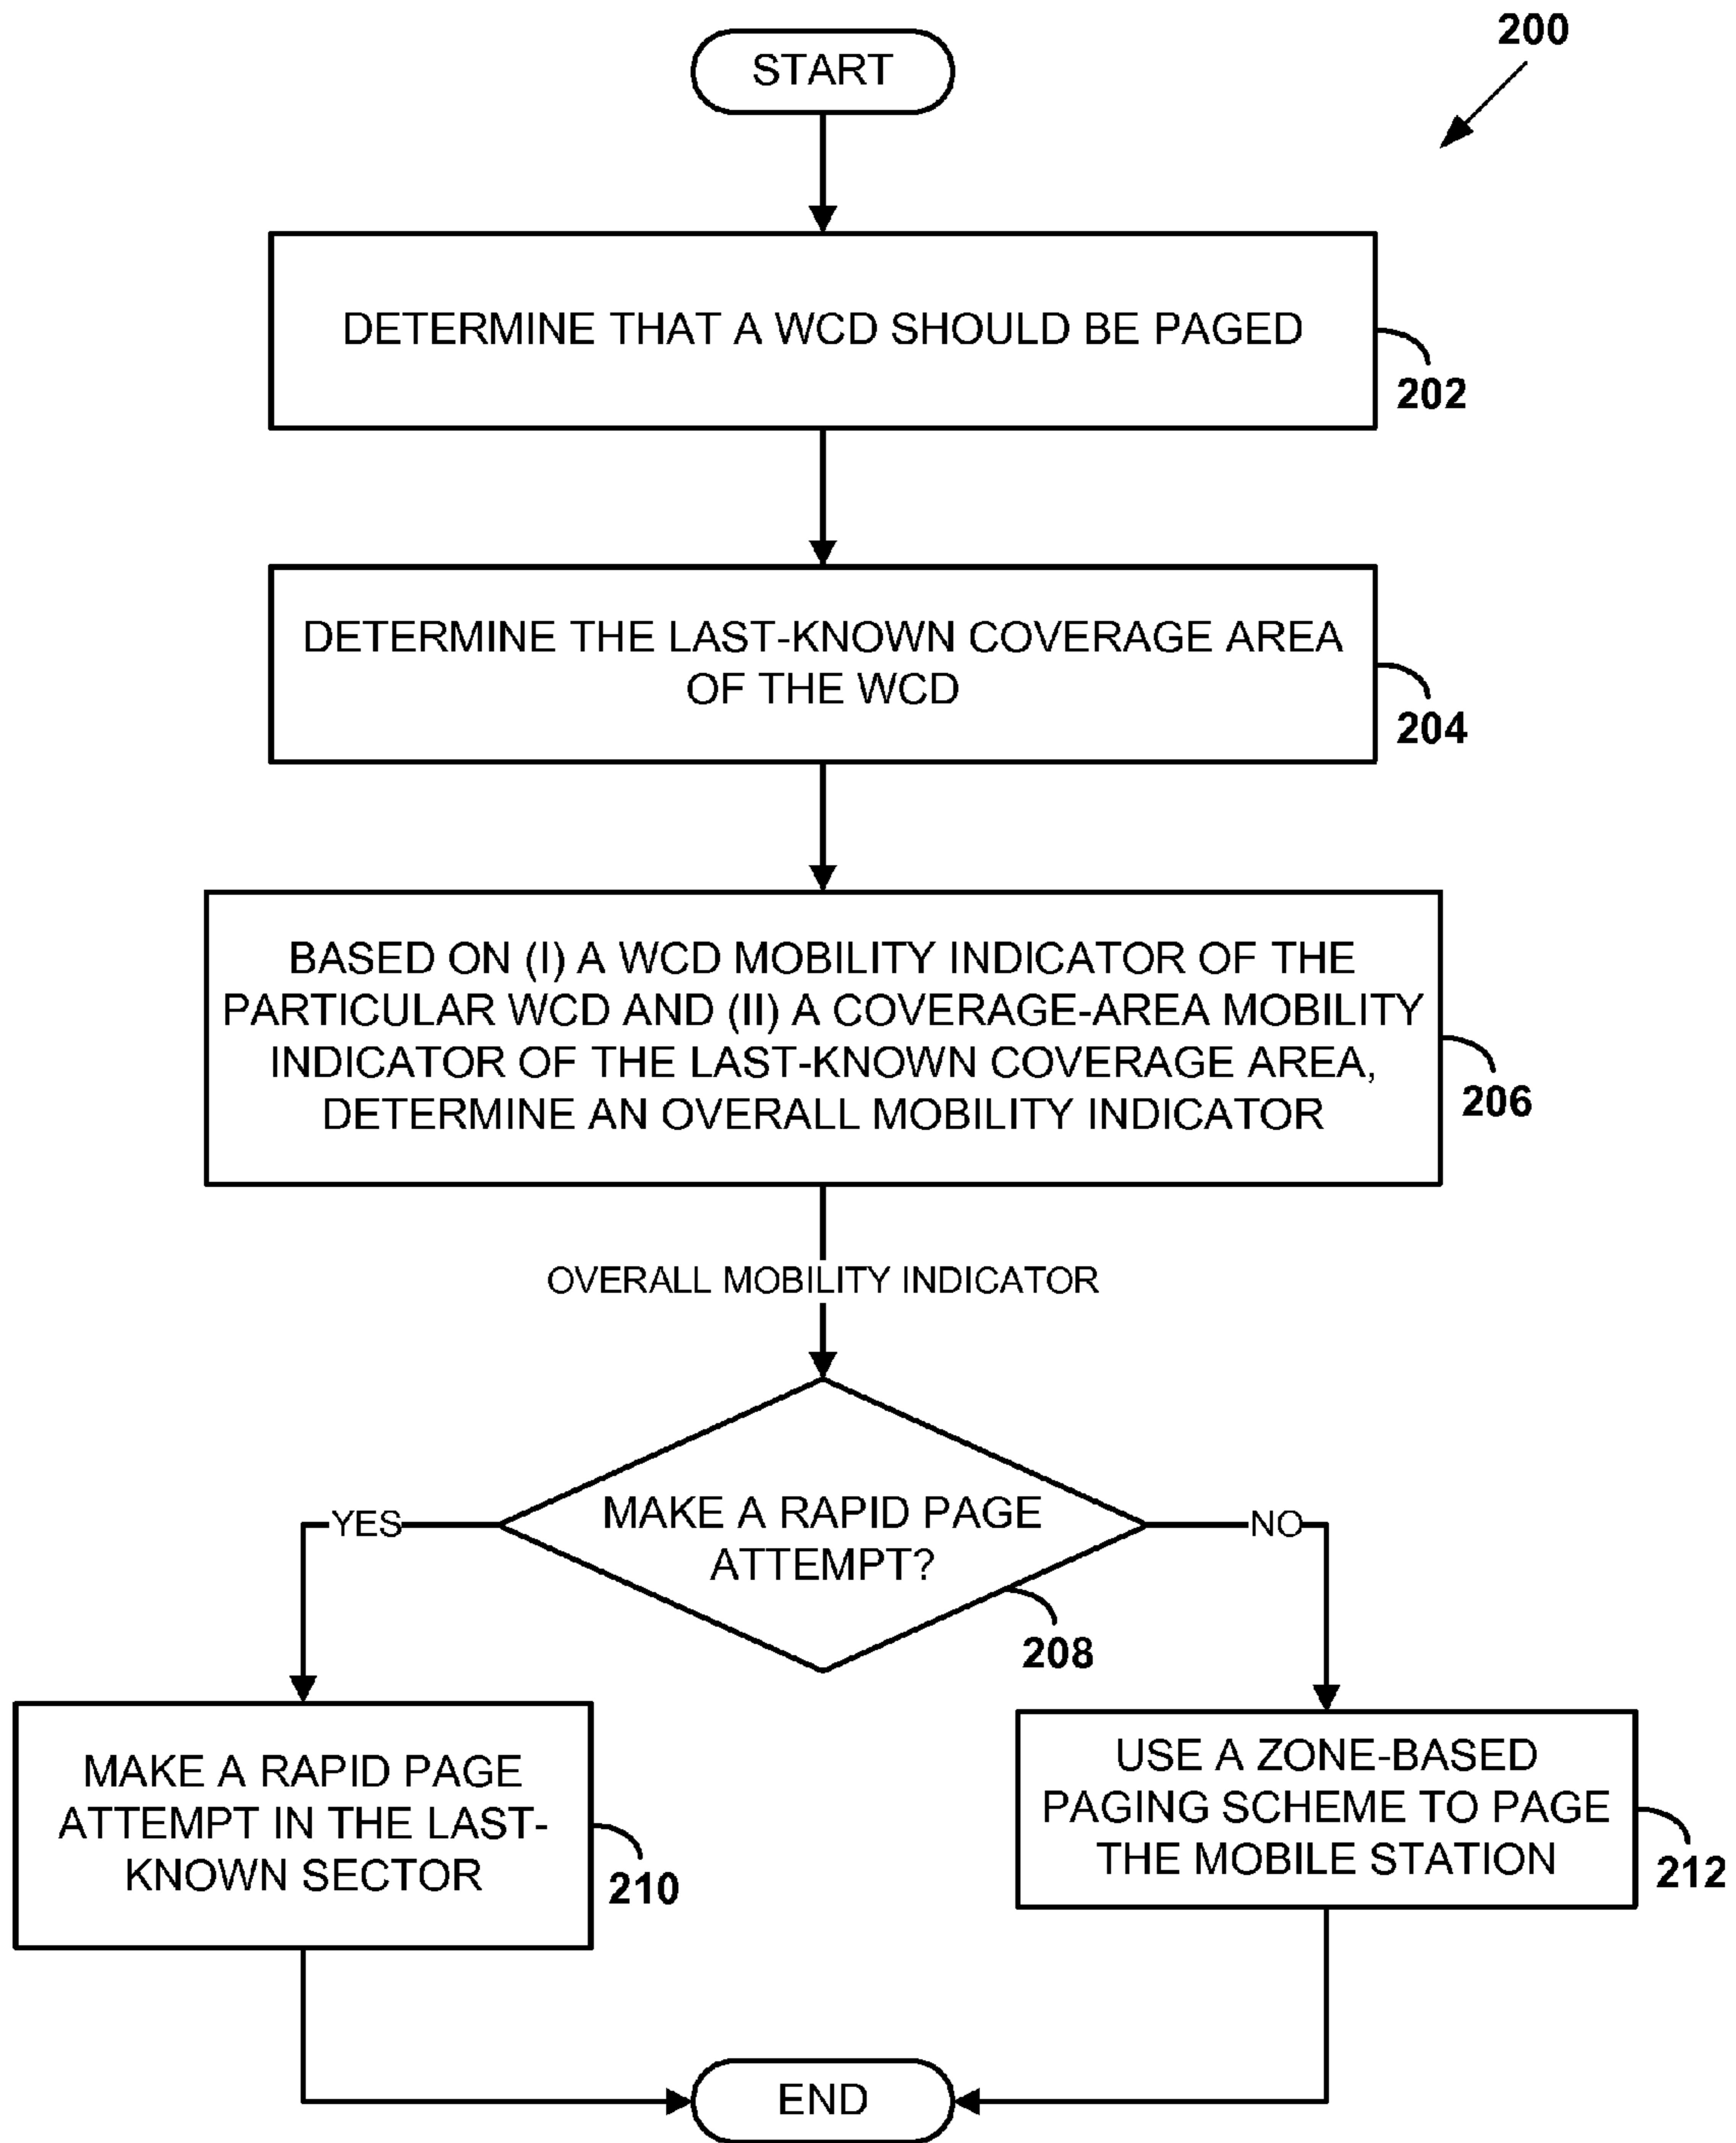 200
START
DETERMINE THAT A WCD SHOULD BE PAGED
202
DETERMINE THE LAST-KNOWN COVERAGE AREA
OF THE WCD
204
BASED ON (I) A WCD MOBILITY INDICATOR OF THE
PARTICULAR WCD AND (II) A COVERAGE-AREA MOBILITY
INDICATOR OF THE LAST-KNOWN COVERAGE AREA,
DETERMINE AN OVERALL MOBILITY INDICATOR
206
OVERALL MOBILITY INDICATOR
MAKE A RAPID PAGE
ATTEMPT?
208
YES
NO
MAKE A RAPID PAGE
ATTEMPT IN THE LAST-
KNOWN SECTOR
210
USE A ZONE-BASED
PAGING SCHEME TO PAGE
THE MOBILE STATION
212
END